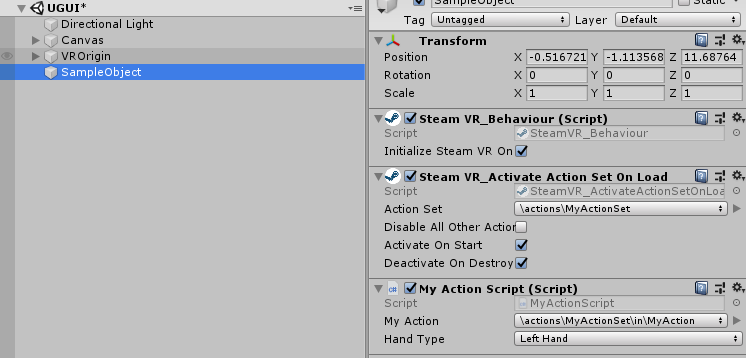 UGUI*
Directional Light
Canvas
VROrigin
SampleObject
SampleObject
Static
Tag Untagged Layer Default
Transform
Position X -0.516721 Y -1.113568 Z 11.68764
Rotation X 0 Y 0 Z 0
Scale X 1 Y 1 Z 1
Steam VR_Behaviour (Script)
Script SteamVR_Behaviour
Initialize Steam VR On
Steam VR_Activate Action Set On Load
Script SteamVR_ActivateActionSetOnLoa
Action Set \actions\MyActionSet
Disable All Other Action
Activate On Start
Deactivate On Destroy
My Action Script (Script)
Script MyActionScript
My Action \actions\MyActionSet\in\MyAction
Hand Type Left Hand